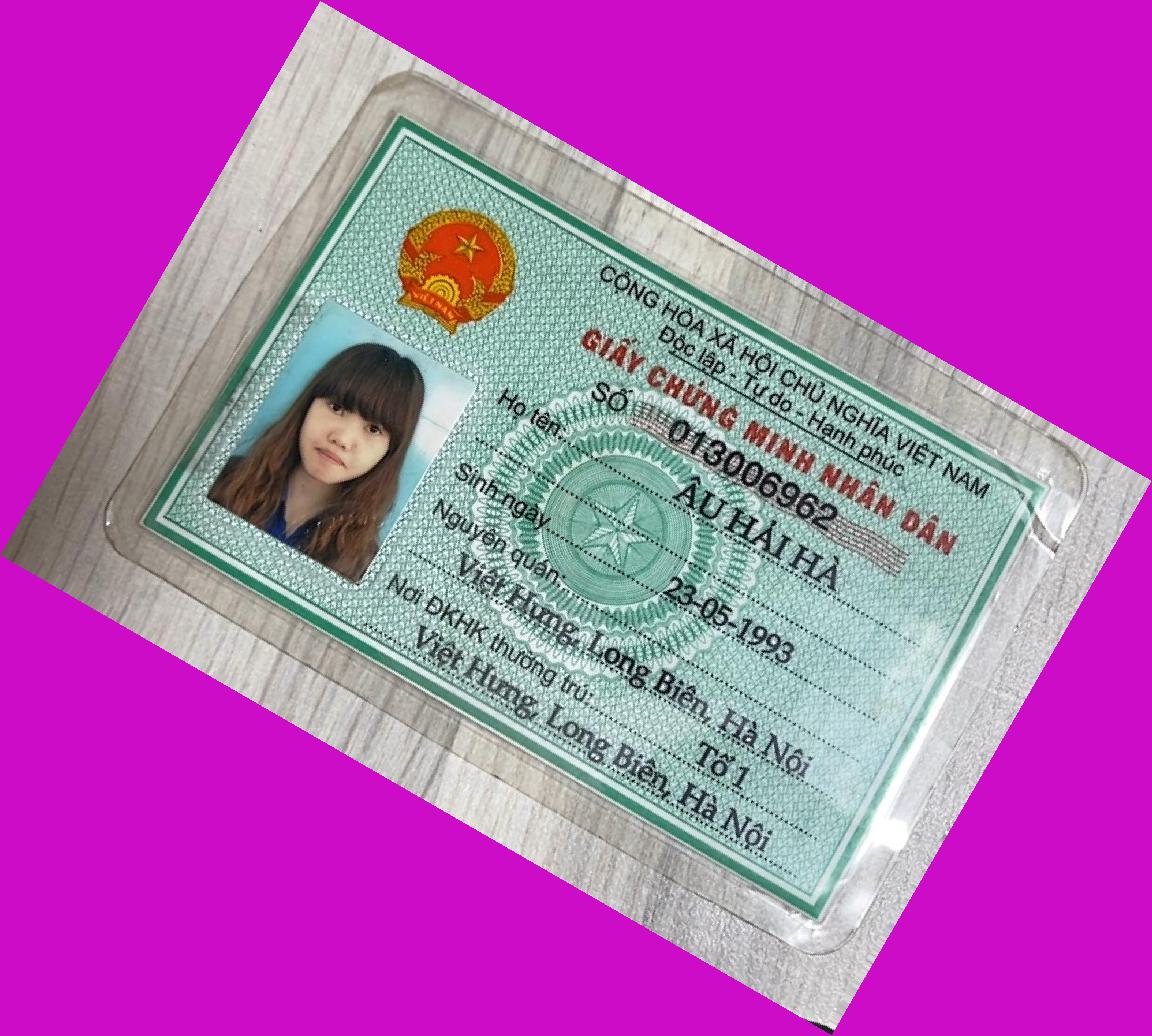 CỘNG HÒA XÃ HỘI CHỦ NGHĨA VIỆT NAM
Độc lập - Tự do - Hạnh phúc
GIẤY CHỨNG MINH NHÂN DÂN
SỐ 013006962
VIỆT NAM
Họ tên: ÂU HẢI HÀ
Sinh ngày 23-05-1993
Nguyên quán: Việt Hưng, Long Biên, Hà Nội
Nơi ĐKHK thường trú: Tổ 1
Việt Hưng, Long Biên, Hà Nội